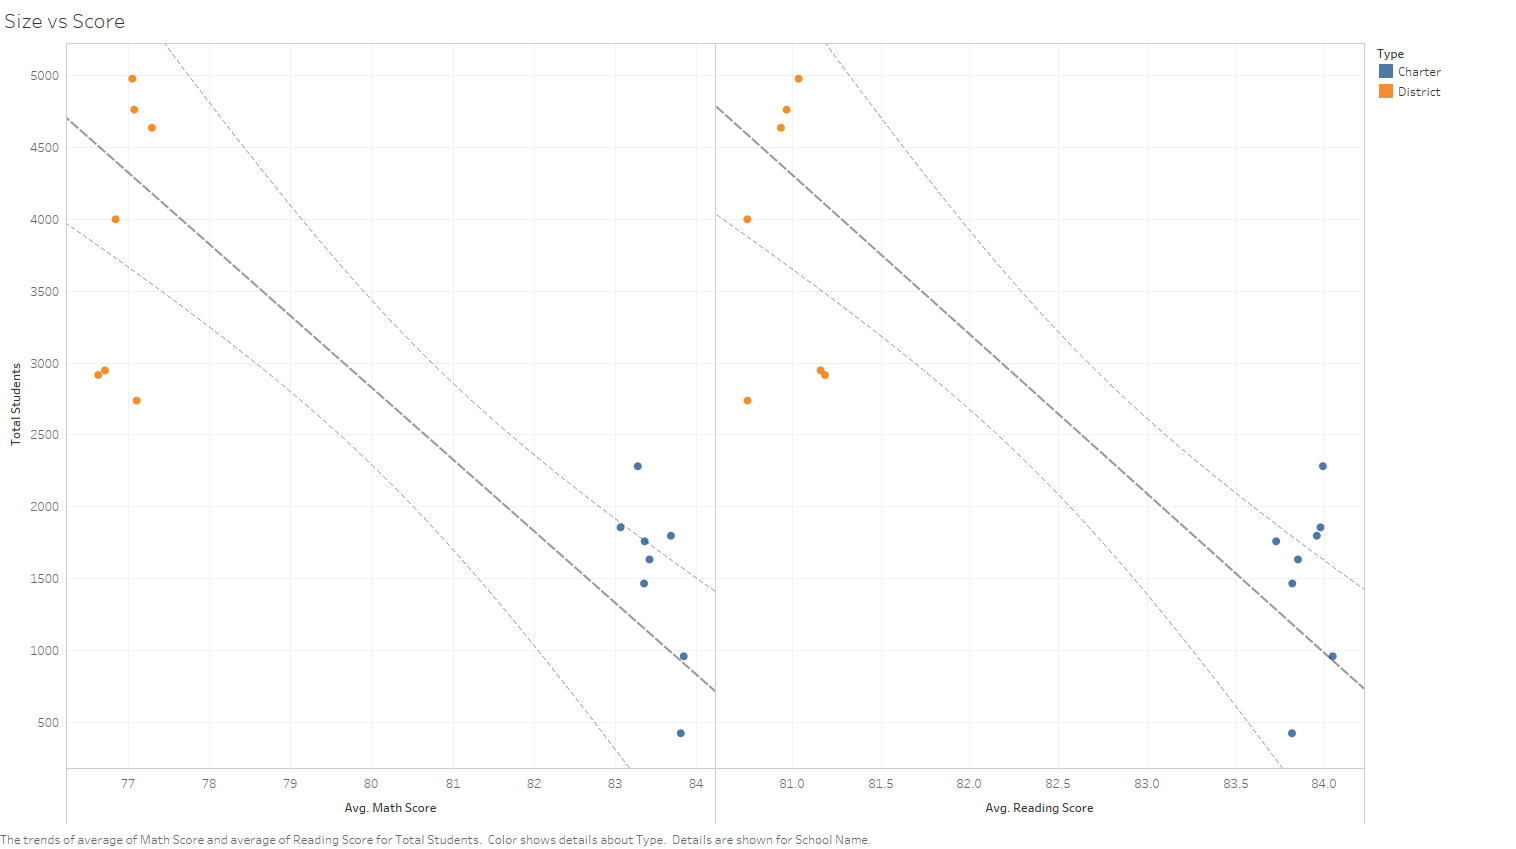 Size vs Score
Type
Charter
District
5000
4500
4000
3500
3000
2500
2000
1500
1000
500
Total Students
77 78 79 80 81 82 83 84
81.0 81.5 82.0 82.5 83.0 83.5 84.0
Avg. Math Score
Avg. Reading Score
The trends of average of Math Score and average of Reading Score for Total Students.  Color shows details about Type.  Details are shown for School Name.